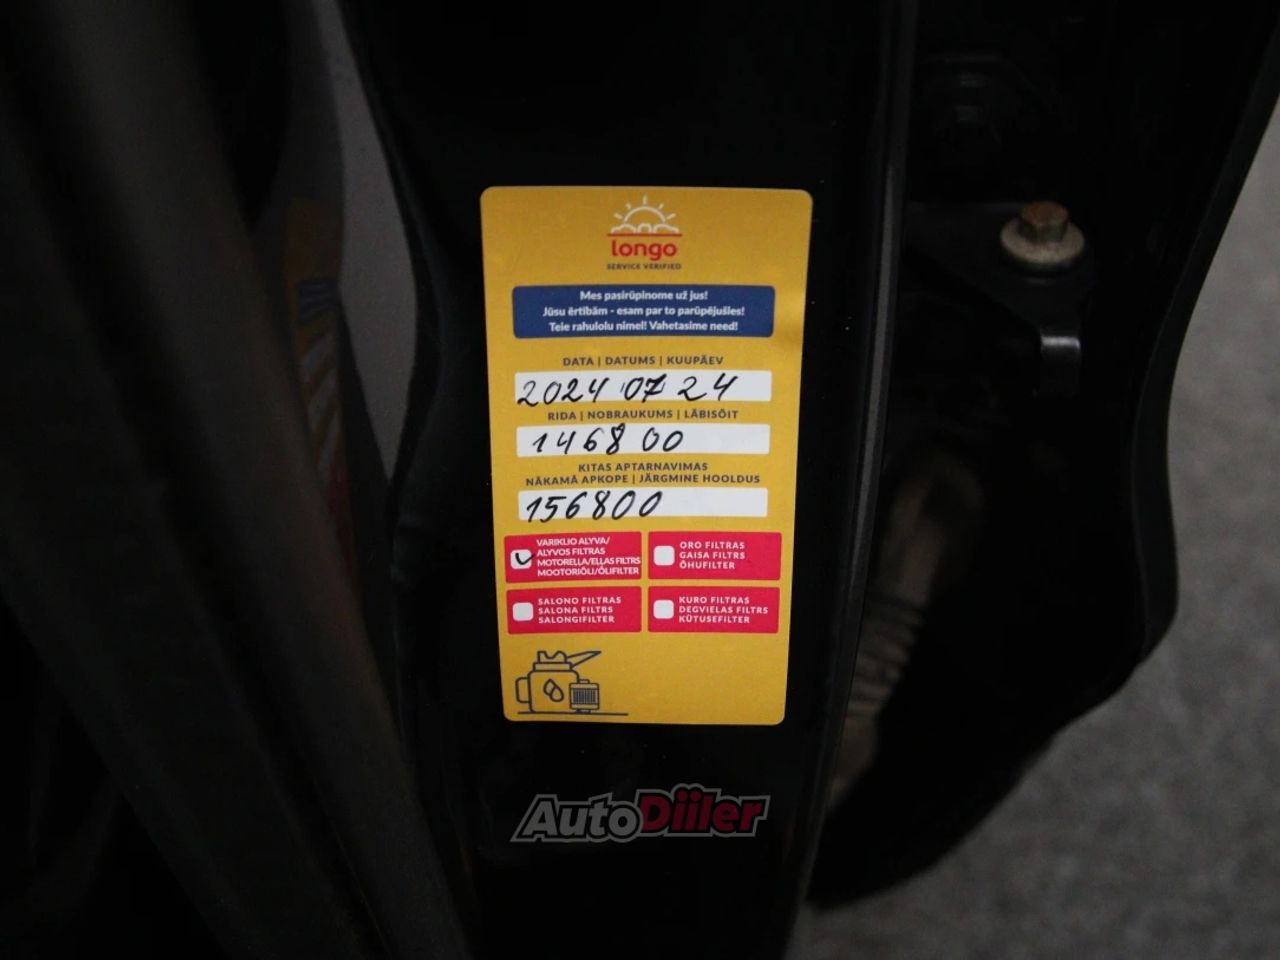 longo
SERVICE VERIFIED
Mes pasirūpinome už jus!
Jūsu ērtībām - esam par to parūpējušies!
Teie rahulolu nimel! Vahetasime need!
DATA | DATUMS | KUUPÄEV
2024 07 24
RIDA | NOBRAUKUMS | LÄBISÕIT
146800
KITAS APTARNAVIMAS
NĀKAMĀ APKOPE | JÄRGMINE HOOLDUS
156800
VARIKLIO ALYVA/
ALYVOS FILTRAS
MOTOREĻĻA/EĻĻAS FILTRS
MOOTORIÕLI/ÕLIFILTER
ORO FILTRAS
GAISA FILTRS
ÕHUFILTER
SALONO FILTRAS
SALONA FILTRS
SALONGIFILTER
KURO FILTRAS
DEGVIELAS FILTRS
KÜTUSEFILTER
AutoDiiler